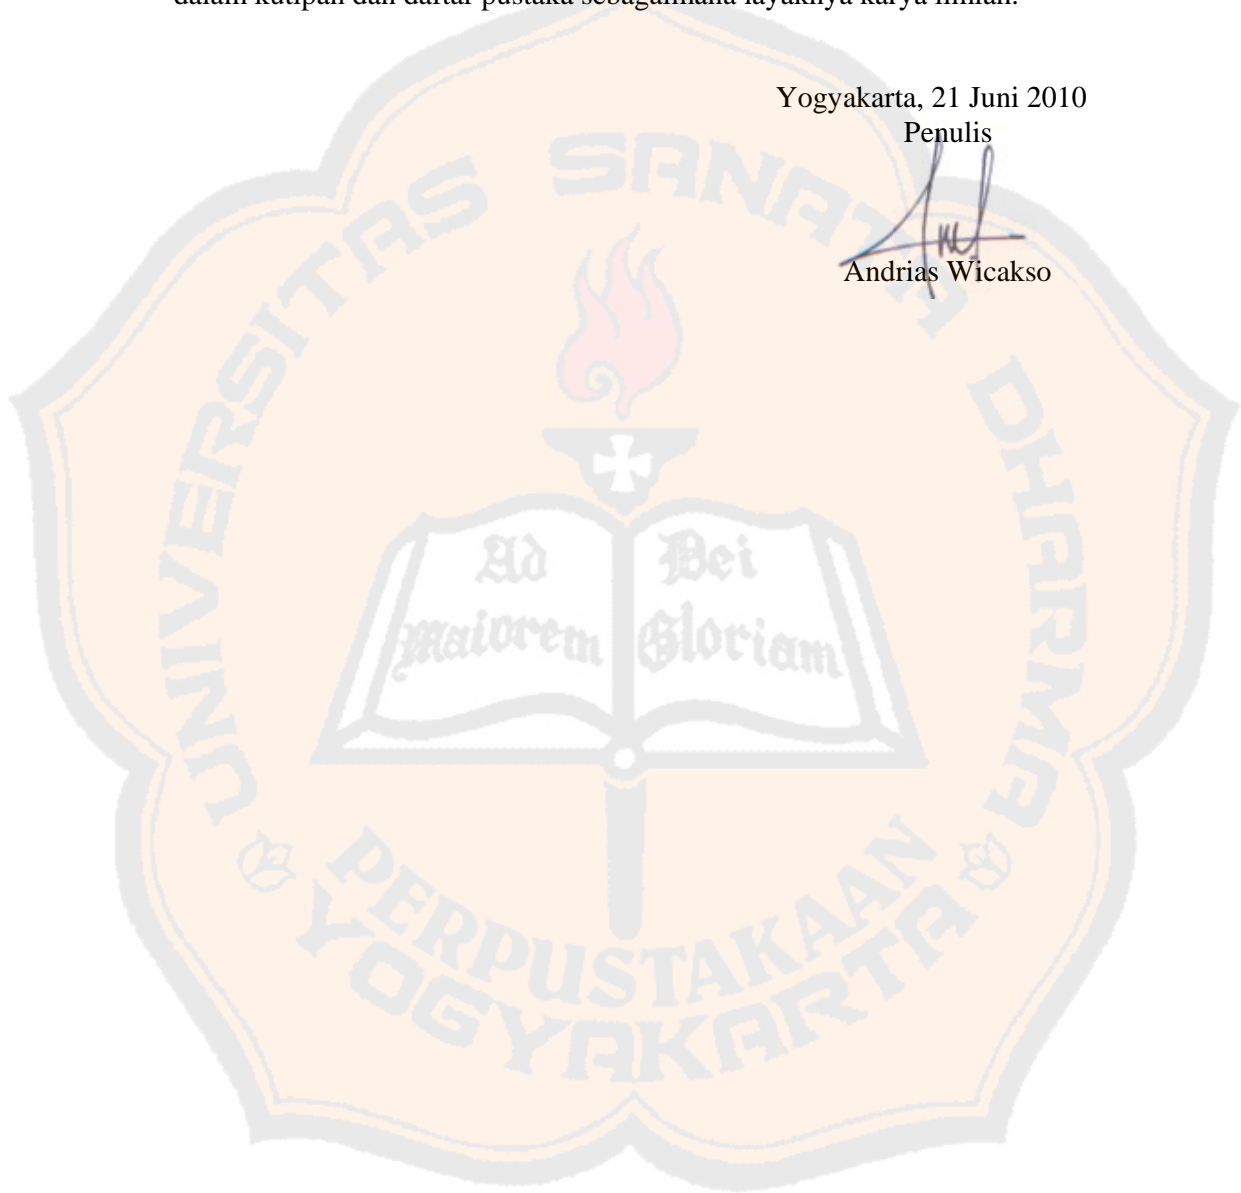 dalam kutipan dan daftar pustaka sebagaimana layaknya karya ilmiah.
Yogyakarta, 21 Juni 2010
Penulis
Andrias Wicakso
UNIVERSITAS SANATA DHARMA
Ad
maiorem
Dei
Gloriam
PERPUSTAKAAN
YOGYAKARTA